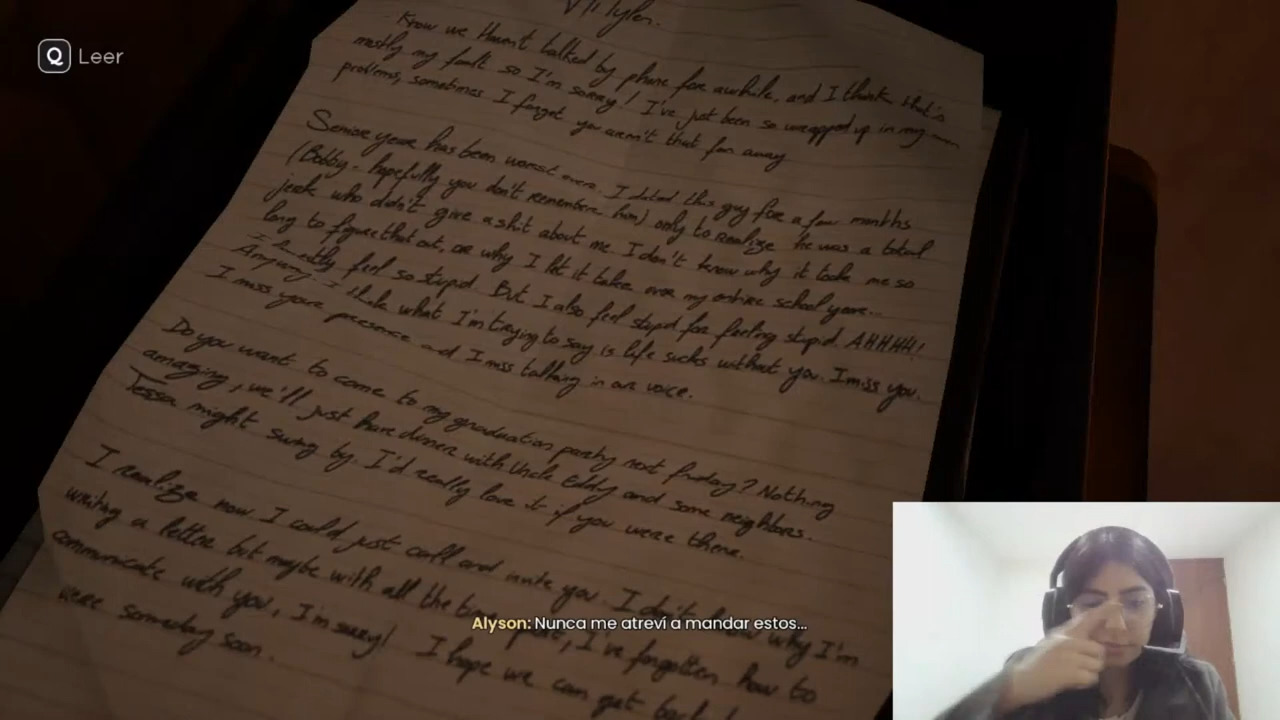 Q Leer
Hi Tyler.
Know we Haven't talked by phone for awhile, and I think that's
mostly my fault so I'm sorry! I've just been so wrapped up in my own
problems, sometimes I forget you aren't that far away
Senior year has been worst ever. I dated this guy for a few months
(Bobby - hopefully you don't remember him) only to realize he was a total
jerk who didn't give a shit about me. I don't know why it took me so
long to figure that out, or why I let it take over my entire school year...
I honestly feel so stupid. But I also feel stupid for feeling stupid. AHHHH!
Anyway I think what I'm trying to say is life sucks without you. I miss you.
I miss your presence and I miss talking in our voice.
Do you want to come to my graduation party next friday? Nothing
amazing, we'll just have dinner with Uncle Eddy and some neighbors.
Tessa might swing by. I'd really love it if you were there.
I realize now I could just call and invite you. I don't know why I'm
writing a letter but maybe with all the time, I've forgotten how to
communicate with you, I'm sorry! I hope we can get back
were someday soon.
Alyson: Nunca me atreví a mandar estos...